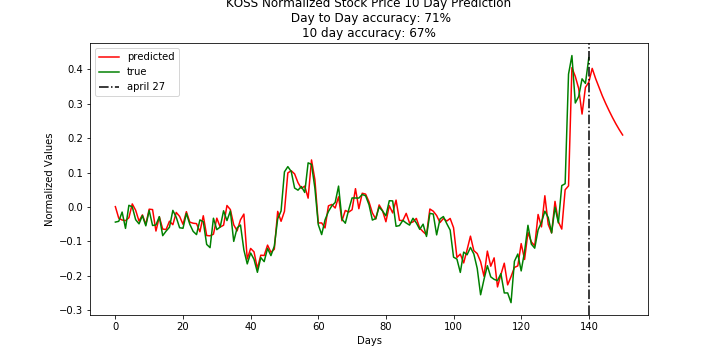 KOSS Normalized Stock Price 10 Day Prediction
Day to Day accuracy: 71%
10 day accuracy: 67%
predicted
true
april 27
Normalized Values
0.4
0.3
0.2
0.1
0.0
−0.1
−0.2
−0.3
0 20 40 60 80 100 120 140
Days